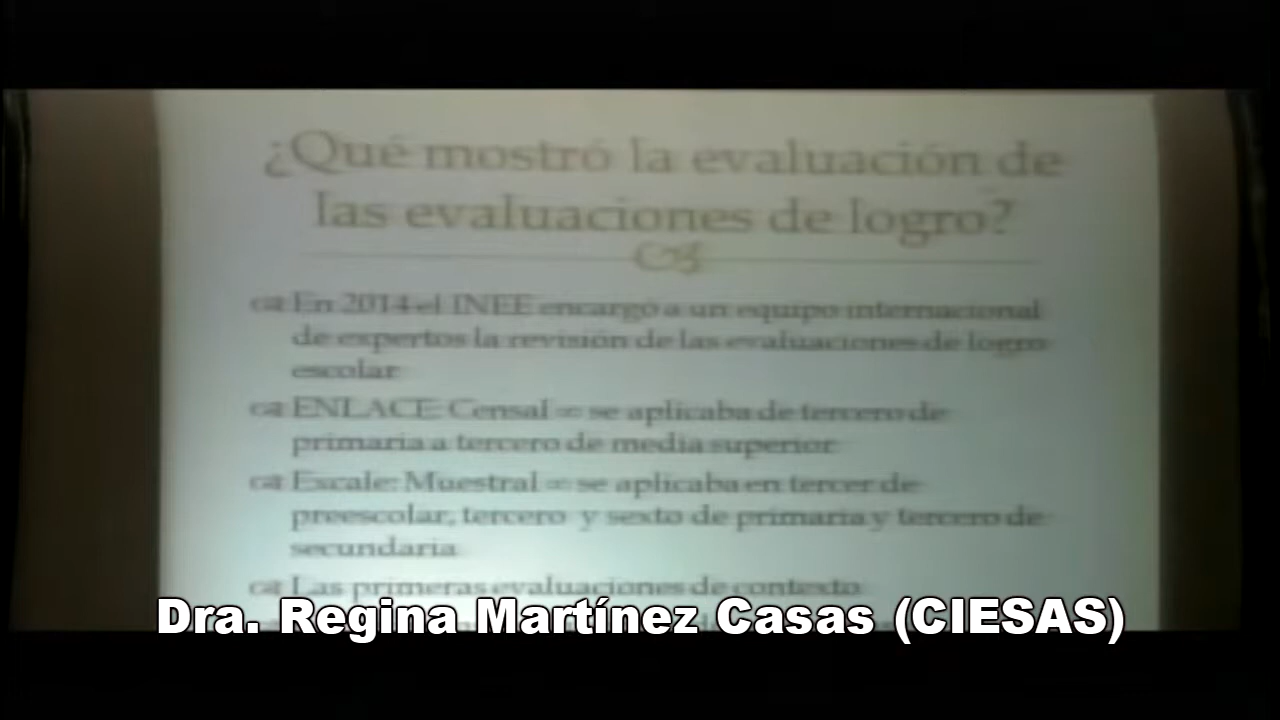 ¿Qué mostró la evaluación de
las evaluaciones de logro?
En 2014 el INEE encargó a un equipo internacional
de expertos la revisión de las evaluaciones de logro
escolar
ENLACE: Censal = se aplicaba de tercero de
primaria a tercero de media superior
Excale: Muestral = se aplicaba en tercer de
preescolar, tercero y sexto de primaria y tercero de
secundaria
Las primeras evaluaciones de contexto
Dra. Regina Martínez Casas (CIESAS)